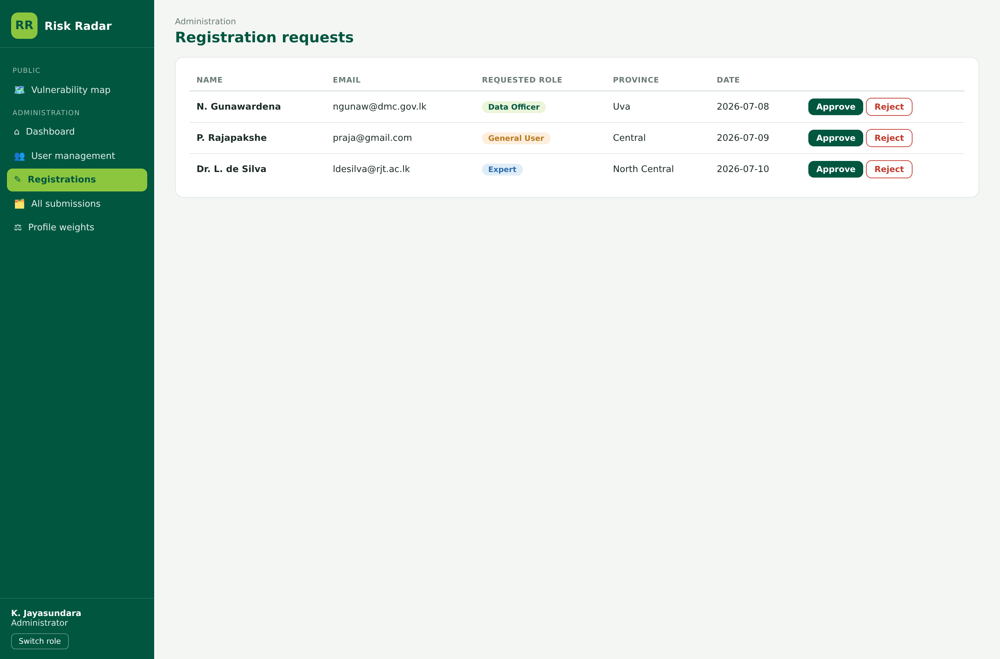 RR Risk Radar
PUBLIC
Vulnerability map
ADMINISTRATION
Dashboard
User management
Registrations
All submissions
Profile weights
K. Jayasundara
Administrator
Switch role
Administration
Registration requests
NAME EMAIL REQUESTED ROLE PROVINCE DATE
N. Gunawardena ngunaw@dmc.gov.lk Data Officer Uva 2026-07-08 Approve Reject
P. Rajapakshe praja@gmail.com General User Central 2026-07-09 Approve Reject
Dr. L. de Silva ldesilva@rjt.ac.lk Expert North Central 2026-07-10 Approve Reject